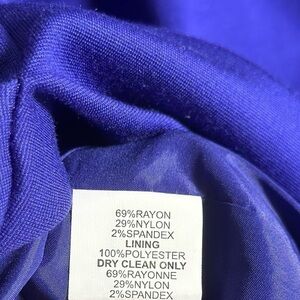 69%RAYON
29%NYLON
2%SPANDEX
LINING
100%POLYESTER
DRY CLEAN ONLY
69%RAYONNE
29%NYLON
2%SPANDEX